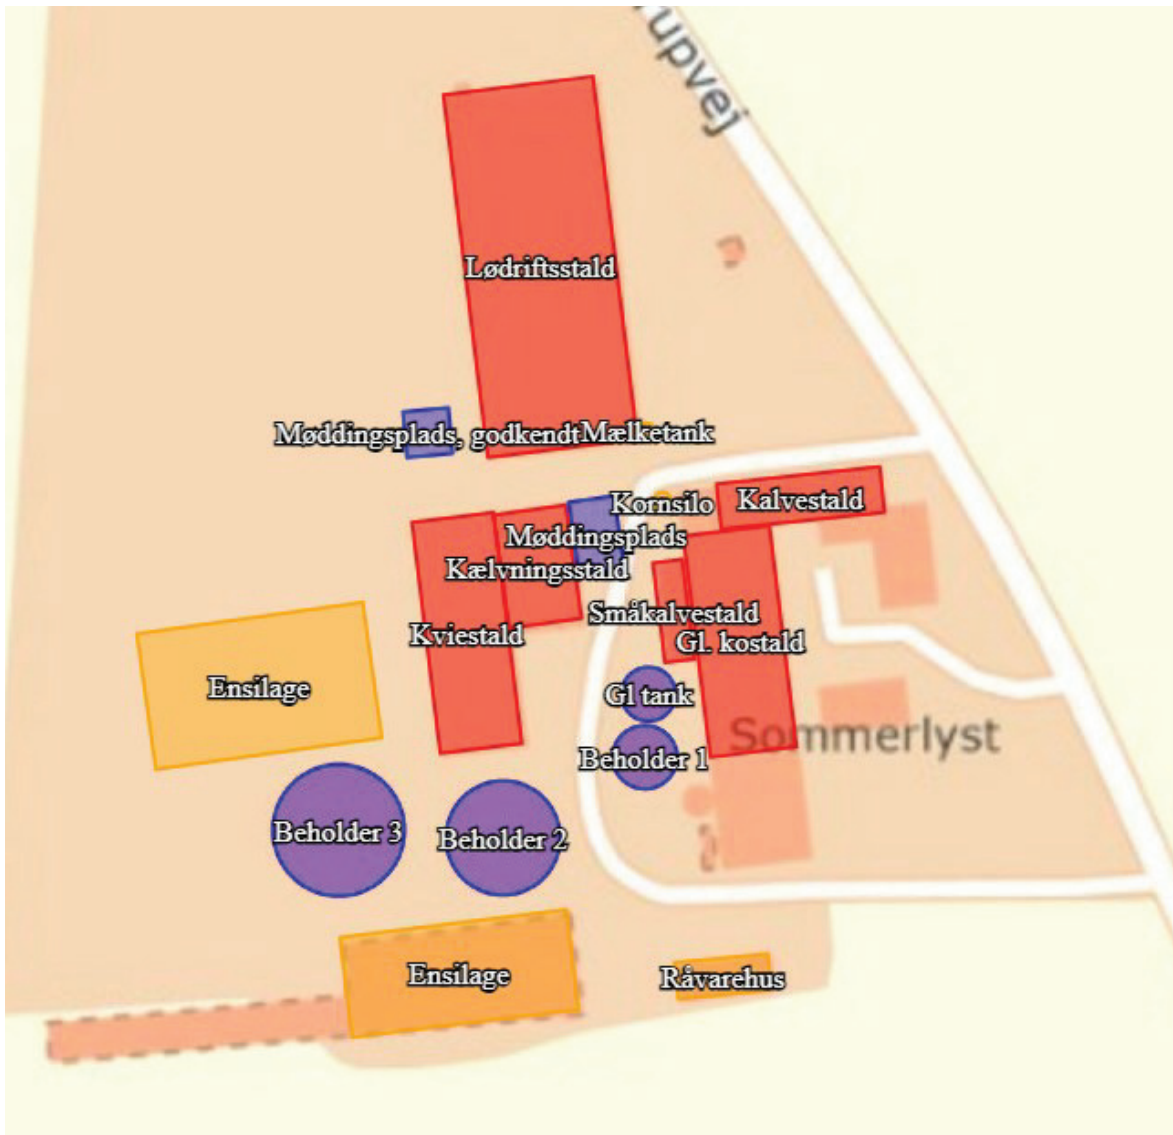 rupvej
Lødriftsstald
Møddingsplads, godkendt
Mælketank
Kornsilo
Kalvestald
Møddingsplads
Kælvningsstald
Småkalvestald
Kviestald
Gl. kostald
Ensilage
Gl tank
Sommerlyst
Beholder 1
Beholder 3
Beholder 2
Ensilage
Råvarehus